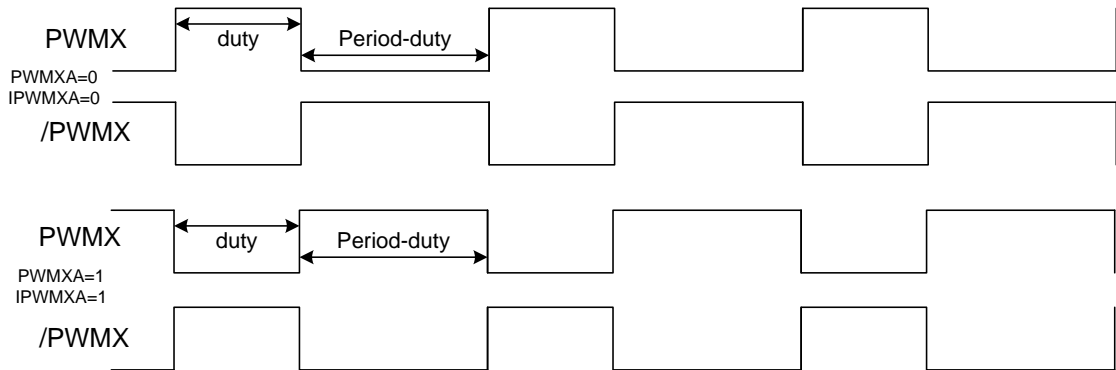 duty
Period-duty
PWMX
PWMXA=0
IPWMXA=0
/PWMX
duty
Period-duty
PWMX
PWMXA=1
IPWMXA=1
/PWMX